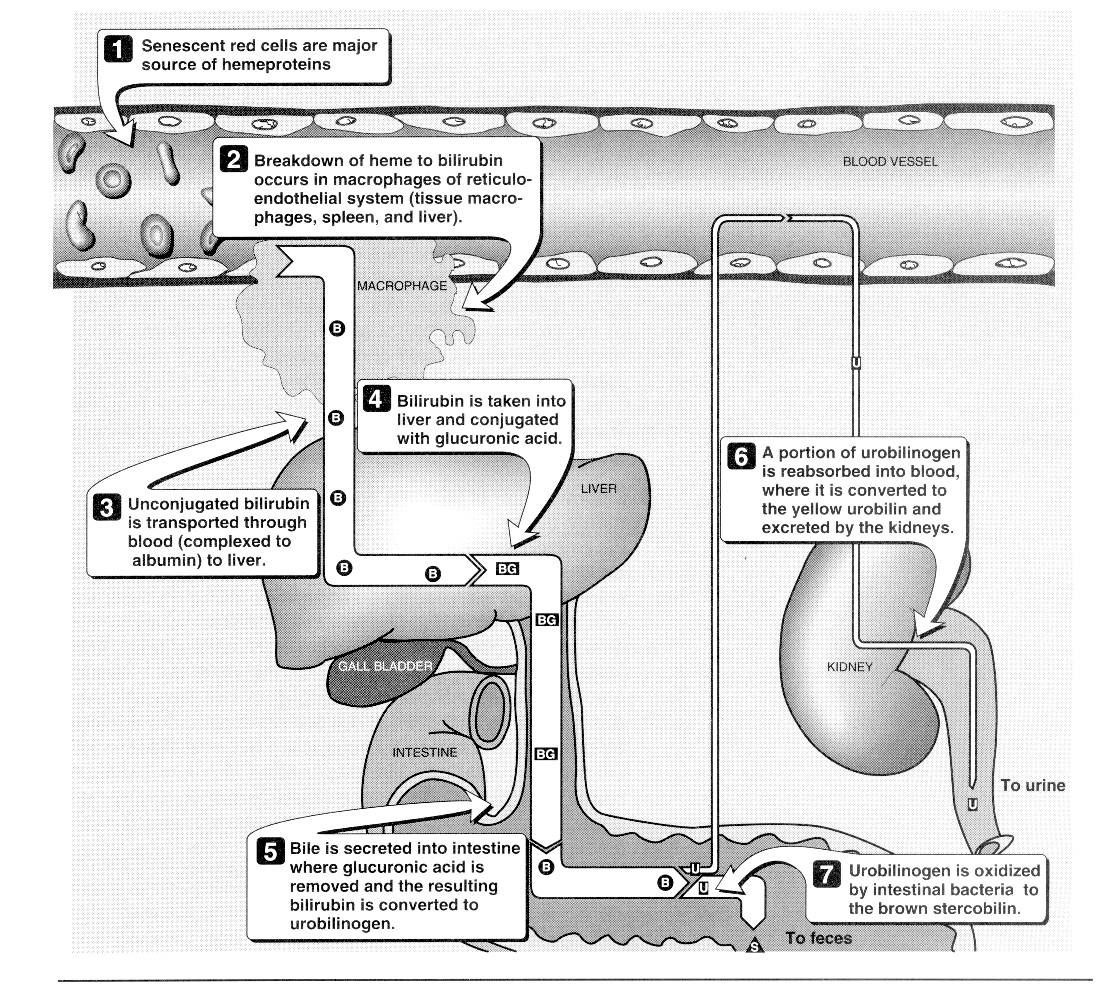 1 Senescent red cells are major
source of hemeproteins
BLOOD VESSEL
2 Breakdown of heme to bilirubin
occurs in macrophages of reticulo-
endothelial system (tissue macro-
phages, spleen, and liver).
MACROPHAGE
B
U
B
4 Bilirubin is taken into
liver and conjugated
with glucuronic acid.
6 A portion of urobilinogen
is reabsorbed into blood,
where it is converted to
the yellow urobilin and
excreted by the kidneys.
3 Unconjugated bilirubin
is transported through
blood (complexed to
albumin) to liver.
B
LIVER
B
B
BG
BG
GALL BLADDER
KIDNEY
INTESTINE
BG
To urine
U
5 Bile is secreted into intestine
where glucuronic acid is
removed and the resulting
bilirubin is converted to
urobilinogen.
B
B
U
U
7 Urobilinogen is oxidized
by intestinal bacteria to
the brown stercobilin.
To feces
S